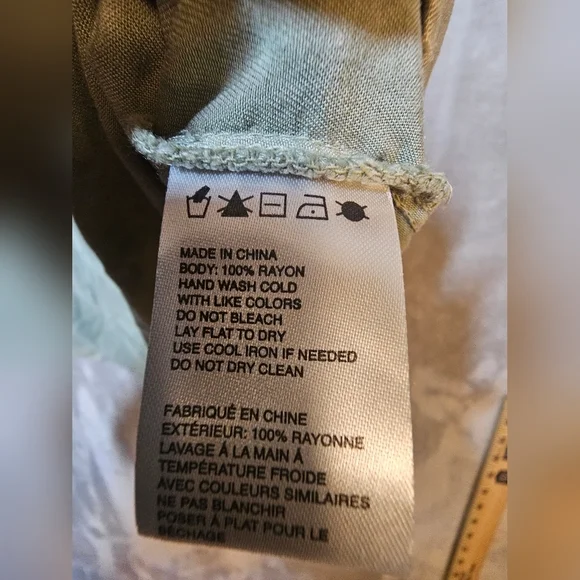 MADE IN CHINA
BODY: 100% RAYON
HAND WASH COLD
WITH LIKE COLORS
DO NOT BLEACH
LAY FLAT TO DRY
USE COOL IRON IF NEEDED
DO NOT DRY CLEAN
FABRIQUÉ EN CHINE
EXTÉRIEUR: 100% RAYONNE
LAVAGE À LA MAIN À
TEMPÉRATURE FROIDE
AVEC COULEURS SIMILAIRES
NE PAS BLANCHIR
POSER À PLAT POUR LE
SÉCHAGE